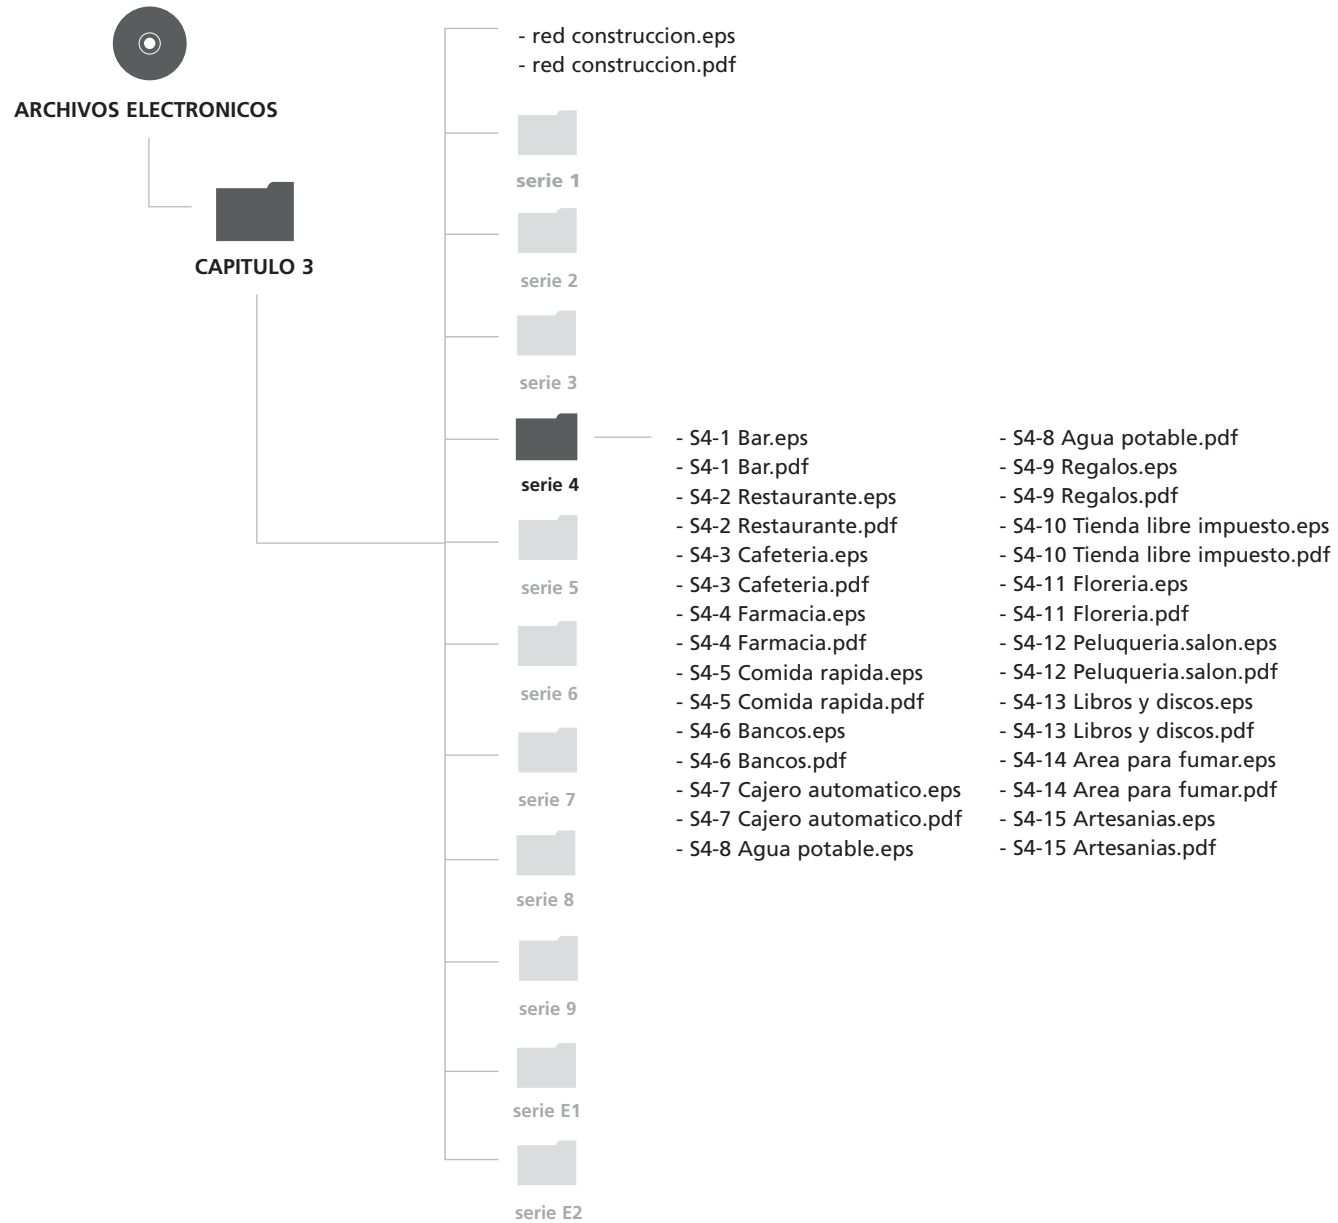 ARCHIVOS ELECTRONICOS
CAPITULO 3
- red construccion.eps
- red construccion.pdf
serie 1
serie 2
serie 3
serie 4
- S4-1 Bar.eps
- S4-1 Bar.pdf
- S4-2 Restaurante.eps
- S4-2 Restaurante.pdf
- S4-3 Cafeteria.eps
- S4-3 Cafeteria.pdf
- S4-4 Farmacia.eps
- S4-4 Farmacia.pdf
- S4-5 Comida rapida.eps
- S4-5 Comida rapida.pdf
- S4-6 Bancos.eps
- S4-6 Bancos.pdf
- S4-7 Cajero automatico.eps
- S4-7 Cajero automatico.pdf
- S4-8 Agua potable.eps
- S4-8 Agua potable.pdf
- S4-9 Regalos.eps
- S4-9 Regalos.pdf
- S4-10 Tienda libre impuesto.eps
- S4-10 Tienda libre impuesto.pdf
- S4-11 Floreria.eps
- S4-11 Floreria.pdf
- S4-12 Peluqueria.salon.eps
- S4-12 Peluqueria.salon.pdf
- S4-13 Libros y discos.eps
- S4-13 Libros y discos.pdf
- S4-14 Area para fumar.eps
- S4-14 Area para fumar.pdf
- S4-15 Artesanias.eps
- S4-15 Artesanias.pdf
serie 5
serie 6
serie 7
serie 8
serie 9
serie E1
serie E2